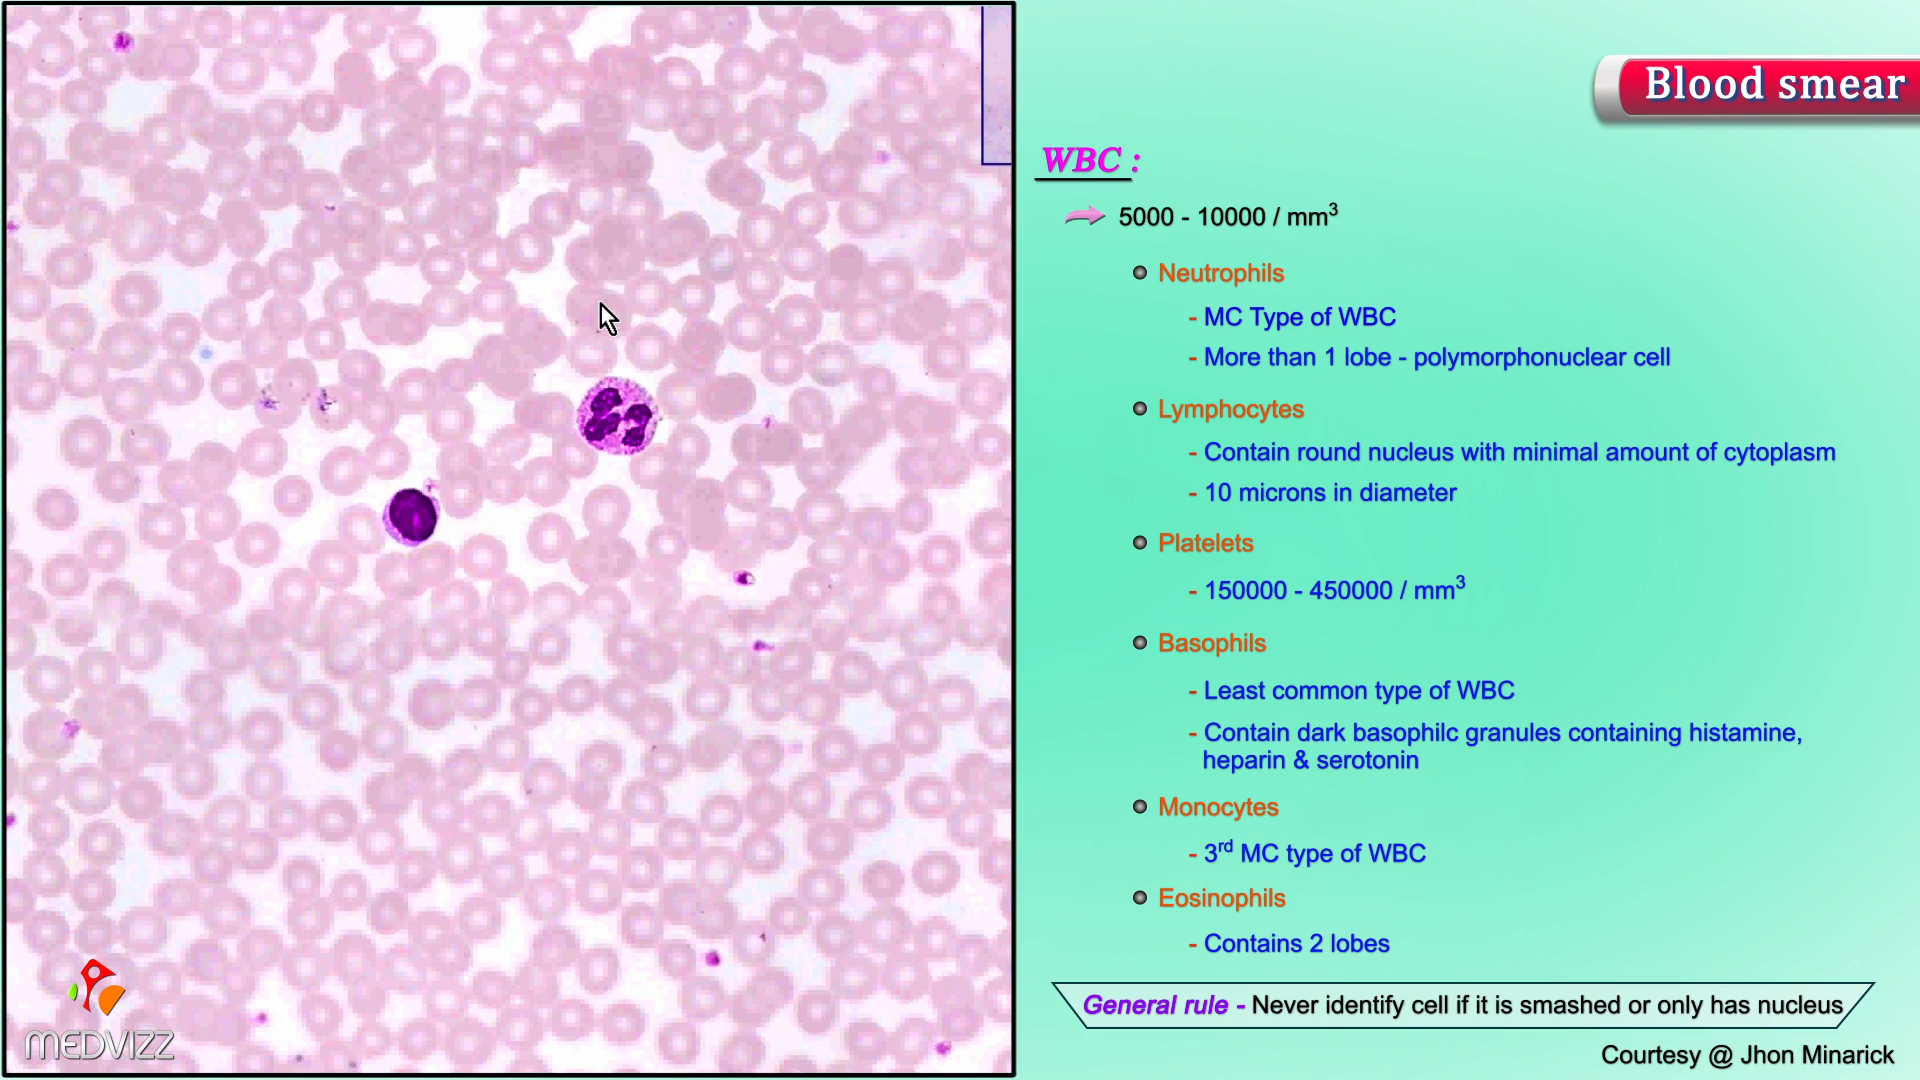 Blood smear
WBC :
5000 - 10000 / mm³
Neutrophils
- MC Type of WBC
- More than 1 lobe - polymorphonuclear cell
Lymphocytes
- Contain round nucleus with minimal amount of cytoplasm
- 10 microns in diameter
Platelets
- 150000 - 450000 / mm³
Basophils
- Least common type of WBC
- Contain dark basophilc granules containing histamine,
heparin & serotonin
Monocytes
- 3rd MC type of WBC
Eosinophils
- Contains 2 lobes
General rule - Never identify cell if it is smashed or only has nucleus
Courtesy @ Jhon Minarick
MEDVIZZ